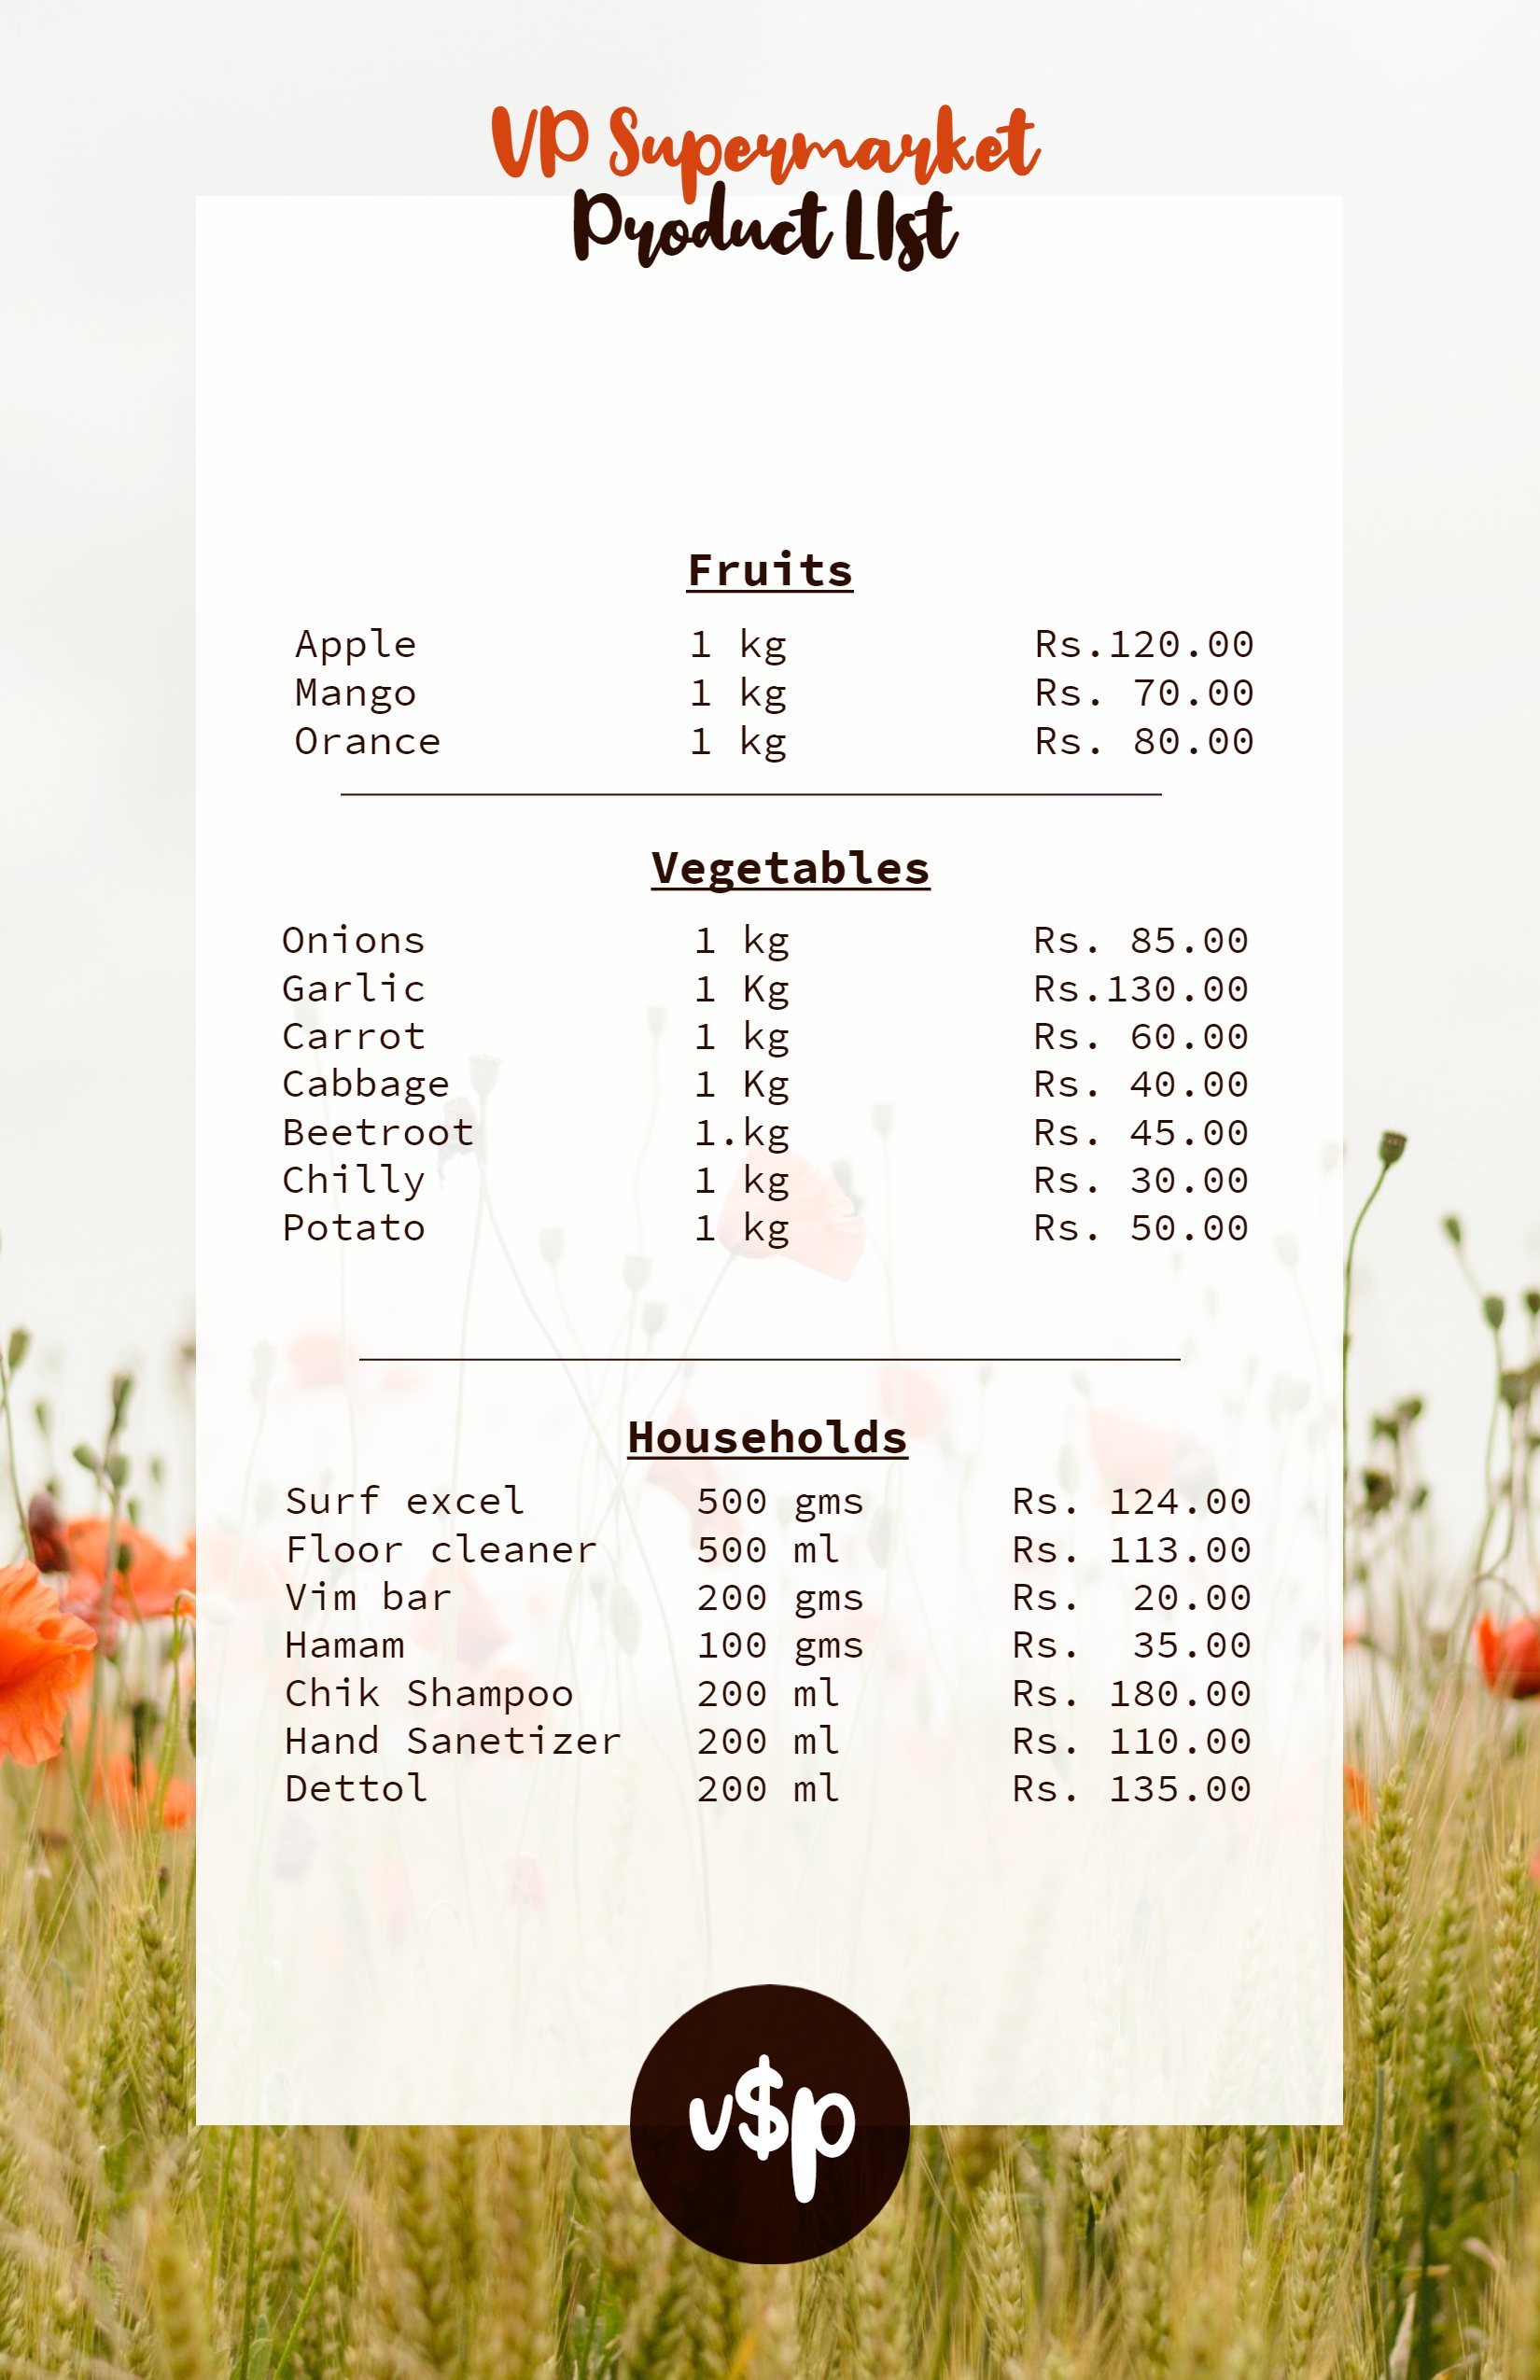 VP Supermarket
Product LIst
Fruits
Apple 1 kg Rs.120.00
Mango 1 kg Rs. 70.00
Orance 1 kg Rs. 80.00
Vegetables
Onions 1 kg Rs. 85.00
Garlic 1 Kg Rs.130.00
Carrot 1 kg Rs. 60.00
Cabbage 1 Kg Rs. 40.00
Beetroot 1.kg Rs. 45.00
Chilly 1 kg Rs. 30.00
Potato 1 kg Rs. 50.00
Households
Surf excel 500 gms Rs. 124.00
Floor cleaner 500 ml Rs. 113.00
Vim bar 200 gms Rs. 20.00
Hamam 100 gms Rs. 35.00
Chik Shampoo 200 ml Rs. 180.00
Hand Sanetizer 200 ml Rs. 110.00
Dettol 200 ml Rs. 135.00
v$p